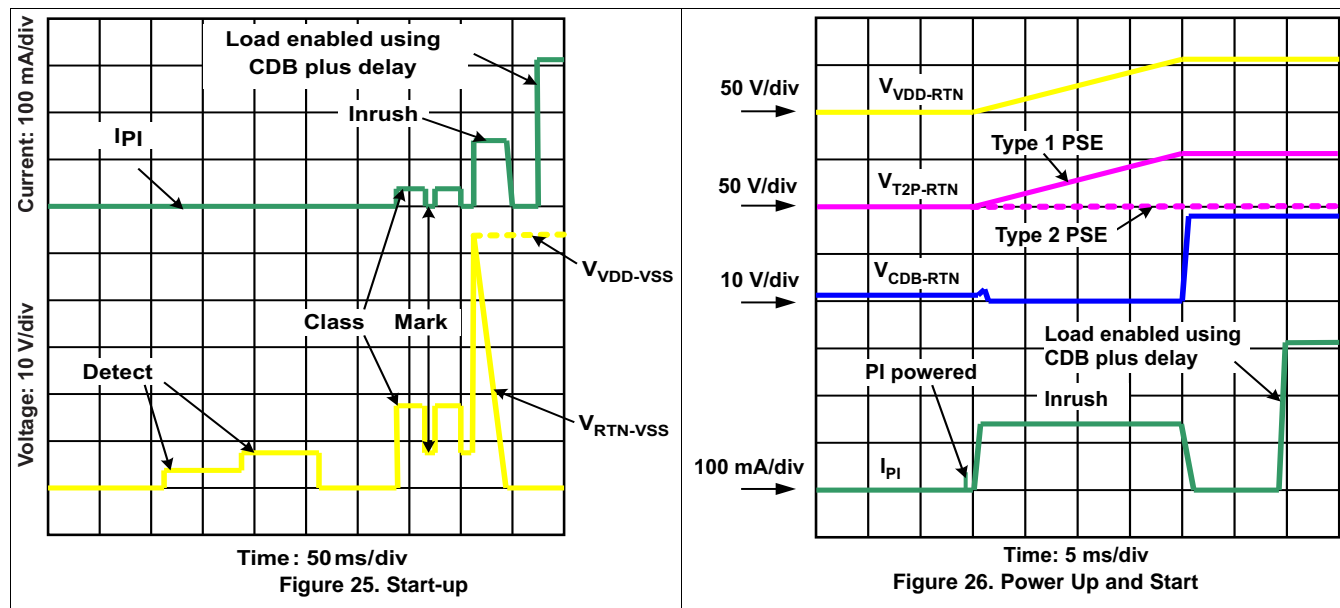 Current: 100 mA/div
Voltage: 10 V/div
Load enabled using
CDB plus delay
Inrush
IPI
VVDD-VSS
Class
Mark
Detect
VRTN-VSS
Time: 50 ms/div
Figure 25. Start-up
50 V/div
VVDD-RTN
Type 1 PSE
50 V/div
VT2P-RTN
Type 2 PSE
VCDB-RTN
10 V/div
Load enabled using
CDB plus delay
PI powered
Inrush
100 mA/div
IPI
Time: 5 ms/div
Figure 26. Power Up and Start